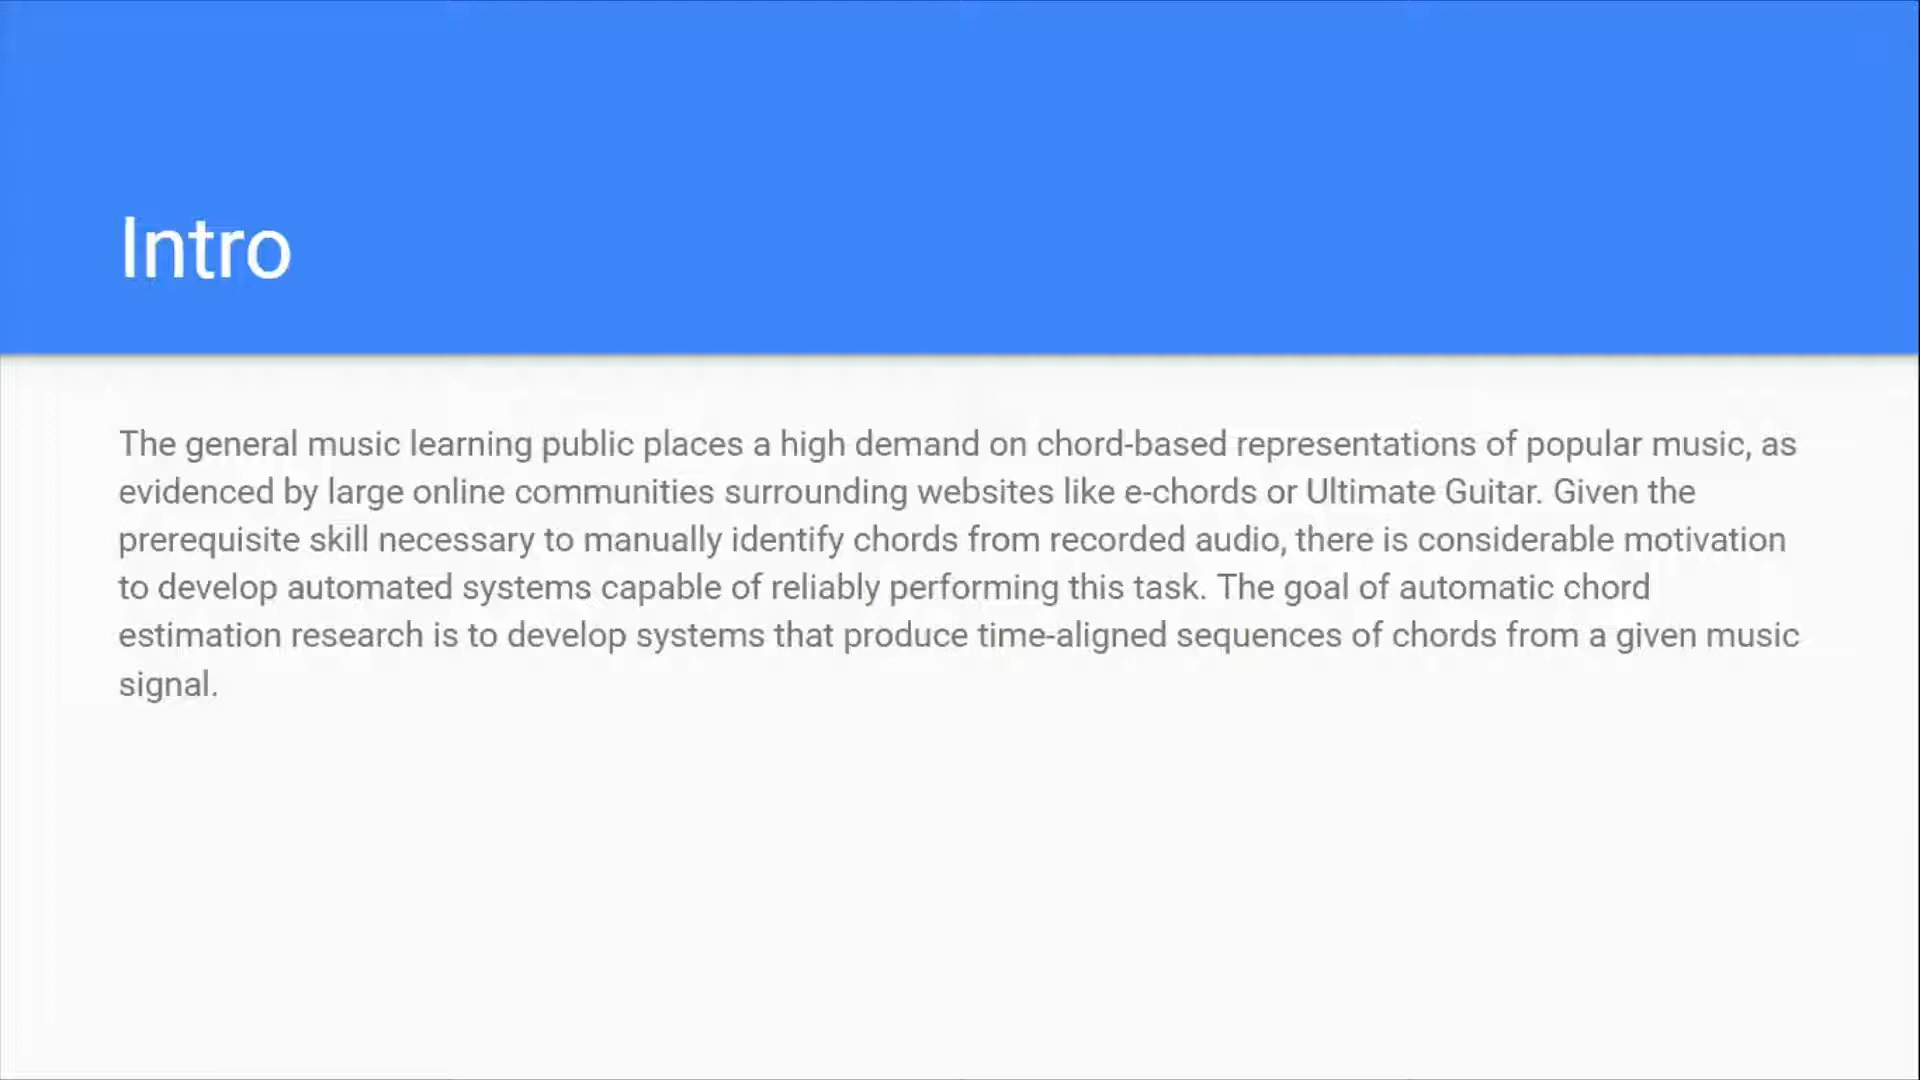 Intro
The general music learning public places a high demand on chord-based representations of popular music, as
evidenced by large online communities surrounding websites like e-chords or Ultimate Guitar. Given the
prerequisite skill necessary to manually identify chords from recorded audio, there is considerable motivation
to develop automated systems capable of reliably performing this task. The goal of automatic chord
estimation research is to develop systems that produce time-aligned sequences of chords from a given music
signal.